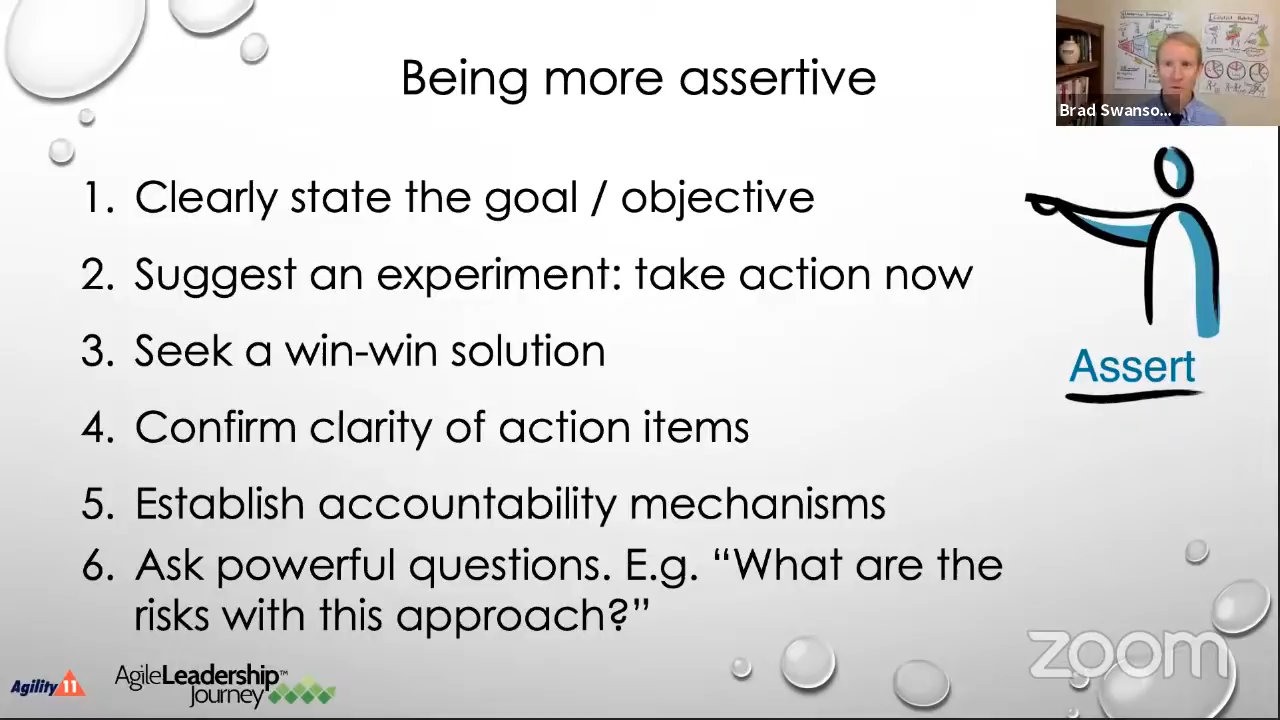 Being more assertive
Brad Swanso...
1. Clearly state the goal / objective
2. Suggest an experiment: take action now
3. Seek a win-win solution
4. Confirm clarity of action items
5. Establish accountability mechanisms
6. Ask powerful questions. E.g. “What are the
risks with this approach?”
Assert
Agility 11
AgileLeadership™
Journey
zoom